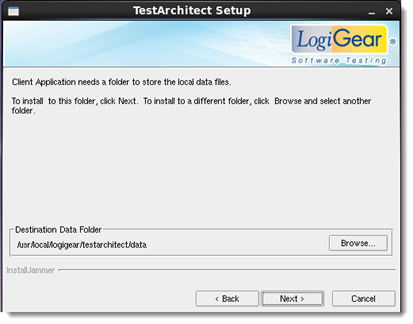 TestArchitect Setup
LogiGear ®
Software Testing
Client Application needs a folder to store the local data files.
To install to this folder, click Next. To install to a different folder, click Browse and select another
folder.
Destination Data Folder
/usr/local/logigear/testarchitect/data
Browse...
InstallJammer
< Back
Next >
Cancel